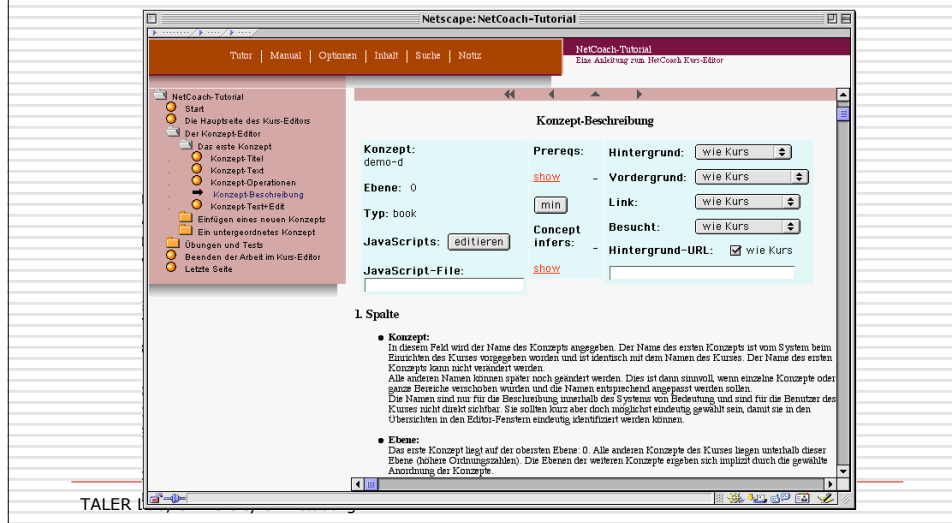 Netscape: NetCoach-Tutorial
Tutor | Manual | Optionen | Inhalt | Suche | Notiz
NetCoach-Tutorial
Eine Anleitung zum NetCoach Kurs-Editor
NetCoach-Tutorial
Start
Die Hauptseite des Kurs-Editors
Der Konzept-Editor
Das erste Konzept
Konzept-Titel
Konzept-Text
Konzept-Operationen
Konzept-Beschreibung
Konzept-Test+Edit
Einfügen eines neuen Konzepts
Ein untergeordnetes Konzept
Übungen und Tests
Beenden der Arbeit im Kurs-Editor
Letzte Seite
Konzept-Beschreibung
Konzept:
demo-d
Ebene: 0
Typ: book
JavaScripts: editieren
JavaScript-File:
Prereqs:
show
min
Concept
infers:
show
Hintergrund: wie Kurs
Vordergrund: wie Kurs
Link: wie Kurs
Besucht: wie Kurs
Hintergrund-URL: wie Kurs
1. Spalte
Konzept:
In diesem Feld wird der Name des Konzepts angegeben. Der Name des ersten Konzepts ist vom System beim
Einrichten des Kurses vorgegeben worden und ist identisch mit dem Namen des Kurses. Der Name des ersten
Konzepts kann nicht verändert werden.
Alle anderen Namen können später noch geändert werden. Dies ist dann sinnvoll, wenn einzelne Konzepte oder
ganze Bereiche verschoben wurden und die Namen entsprechend angepasst werden sollen.
Die Namen sind nur für die Beschreibung innerhalb des Systems von Bedeutung und sind für die Benutzer des
Kurses nicht direkt sichtbar. Sie sollten kurz aber doch möglichst eindeutig gewählt sein, damit sie in den
Übersichten in den Editor-Fenstern eindeutig identifiziert werden können.
Ebene:
Das erste Konzept liegt auf der obersten Ebene: 0. Alle anderen Konzepte des Kurses liegen unterhalb dieser
Ebene (höhere Ordnungszahlen). Die Ebenen der weiteren Konzepte ergeben sich implizit durch die gewählte
Anordnung der Konzepte.
TALER